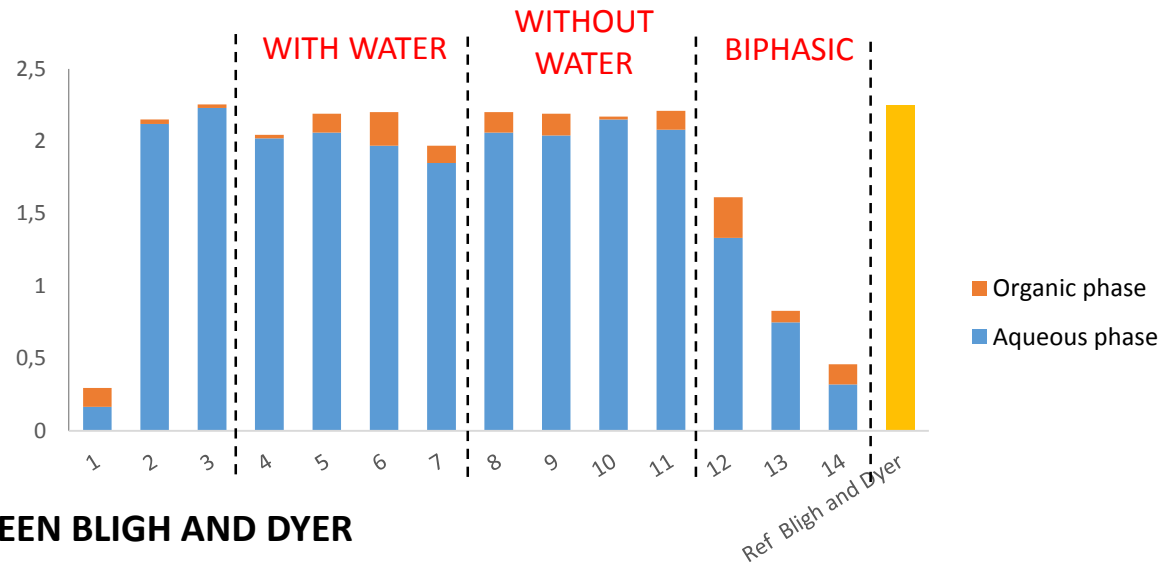 WITH WATER
WITHOUT
WATER
BIPHASIC
2,5
2
1,5
1
0,5
0
1
2
3
4
5
6
7
8
9
10
11
12
13
14
Ref Bligh and Dyer
Organic phase
Aqueous phase
EEN BLIGH AND DYER